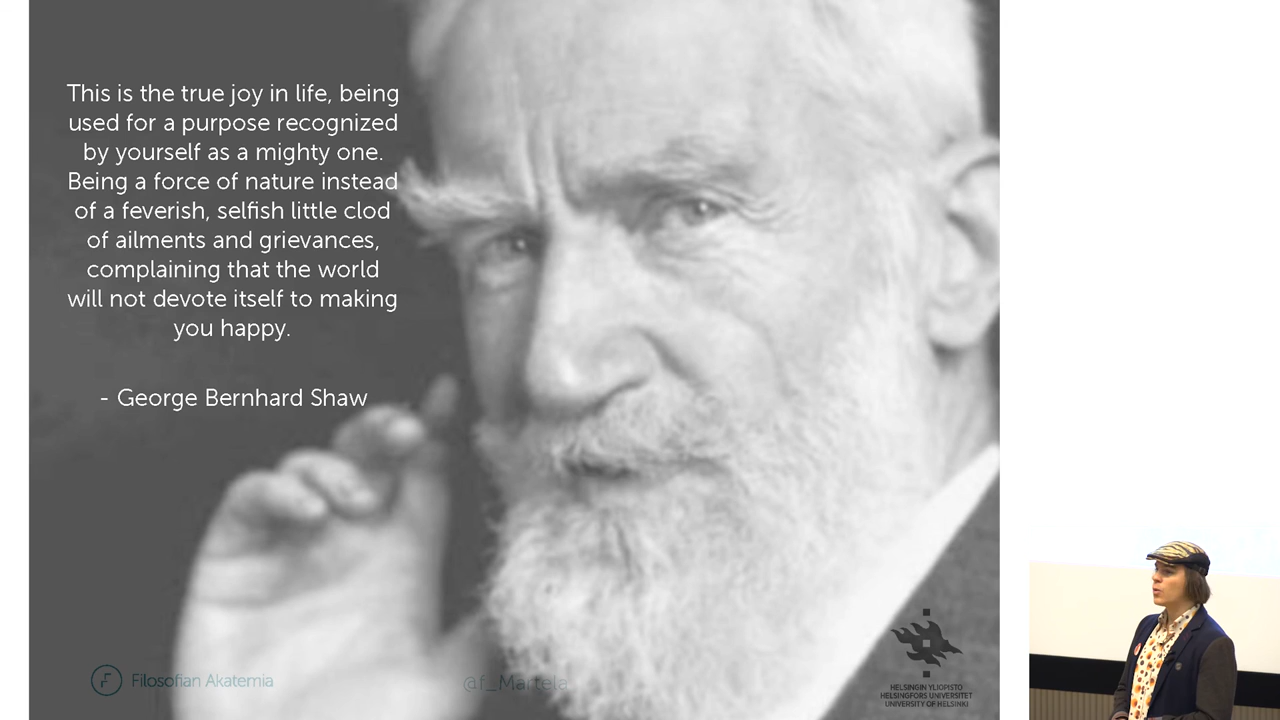 This is the true joy in life, being
used for a purpose recognized
by yourself as a mighty one.
Being a force of nature instead
of a feverish, selfish little clod
of ailments and grievances,
complaining that the world
will not devote itself to making
you happy.
- George Bernhard Shaw
Filosofian Akatemia
@f_Martela
HELSINGIN YLIOPISTO
HELSINGFORS UNIVERSITET
UNIVERSITY OF HELSINKI